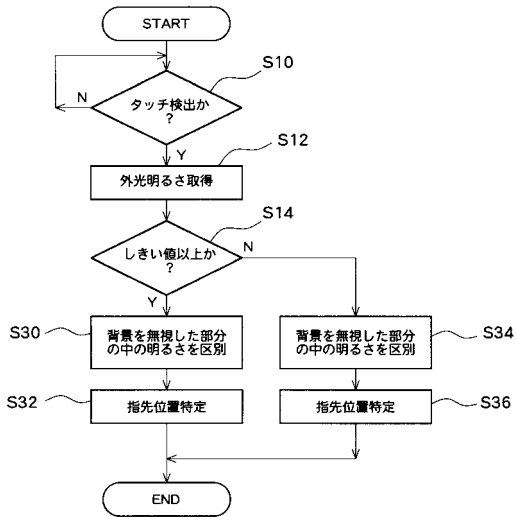 START
S10
N
タッチ検出か
?
Y
S12
外光明るさ取得
S14
N
しきい値以上か
?
Y
S30
背景を無視した部分
の中の明るさを区別
S34
背景を無視した部分
の中の明るさを区別
S32
指先位置特定
S36
指先位置特定
END